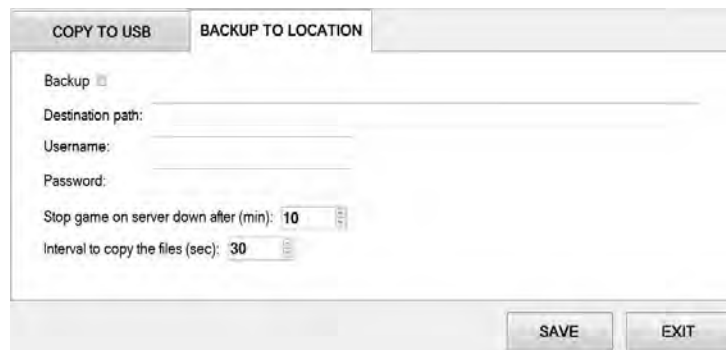 COPY TO USB BACKUP TO LOCATION
Backup
Destination path:
Username:
Password:
Stop game on server down after (min): 10
Interval to copy the files (sec): 30
SAVE EXIT